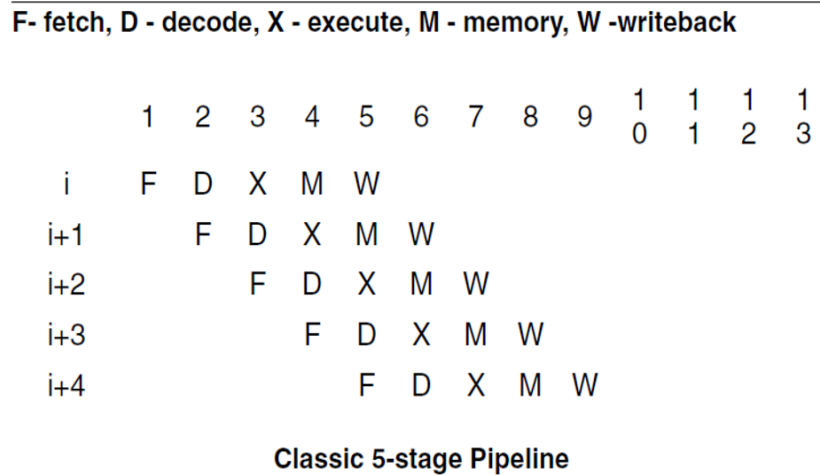 F- fetch, D - decode, X - execute, M - memory, W -writeback
1 2 3 4 5 6 7 8 9 10 11 12 13
i F D X M W
i+1 F D X M W
i+2 F D X M W
i+3 F D X M W
i+4 F D X M W
Classic 5-stage Pipeline